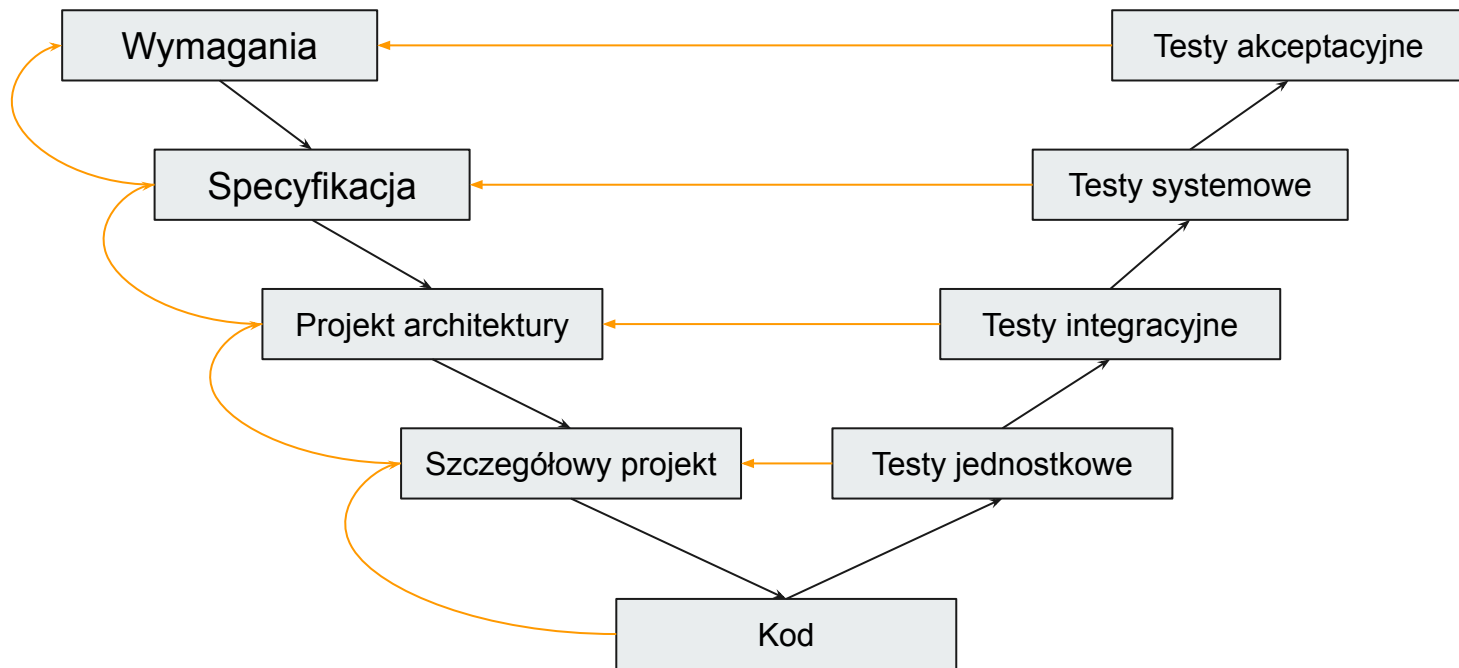 Wymagania
Testy akceptacyjne
Specyfikacja
Testy systemowe
Projekt architektury
Testy integracyjne
Szczegółowy projekt
Testy jednostkowe
Kod